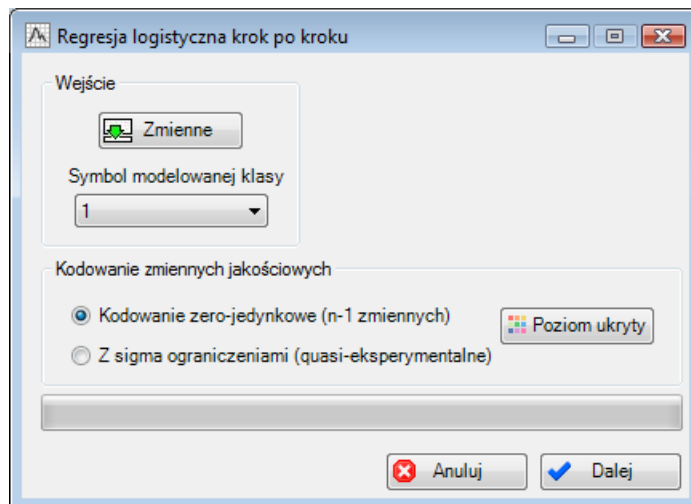 Regresja logistyczna krok po kroku
Wejście
Zmienne
Symbol modelowanej klasy
1
Kodowanie zmiennych jakościowych
Kodowanie zero-jedynkowe (n-1 zmiennych)
Poziom ukryty
Z sigma ograniczeniami (quasi-eksperymentalne)
Anuluj
Dalej